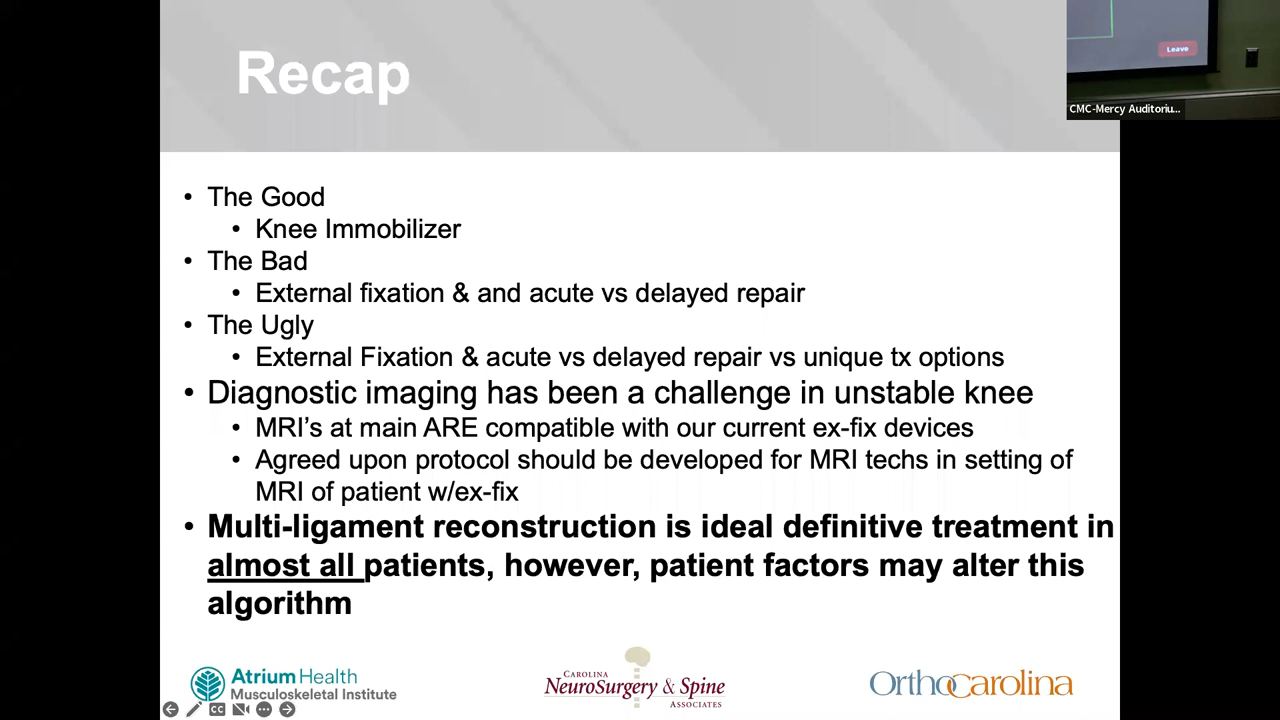 Recap
Leave
CMC-Mercy Auditoriu...
• The Good
• Knee Immobilizer
• The Bad
• External fixation & and acute vs delayed repair
• The Ugly
• External Fixation & acute vs delayed repair vs unique tx options
• Diagnostic imaging has been a challenge in unstable knee
• MRI’s at main ARE compatible with our current ex-fix devices
• Agreed upon protocol should be developed for MRI techs in setting of
MRI of patient w/ex-fix
• Multi-ligament reconstruction is ideal definitive treatment in
almost all patients, however, patient factors may alter this
algorithm
Atrium Health
Musculoskeletal Institute
CAROLINA
NEUROSURGERY & SPINE
ASSOCIATES
OrthoCarolina
CC